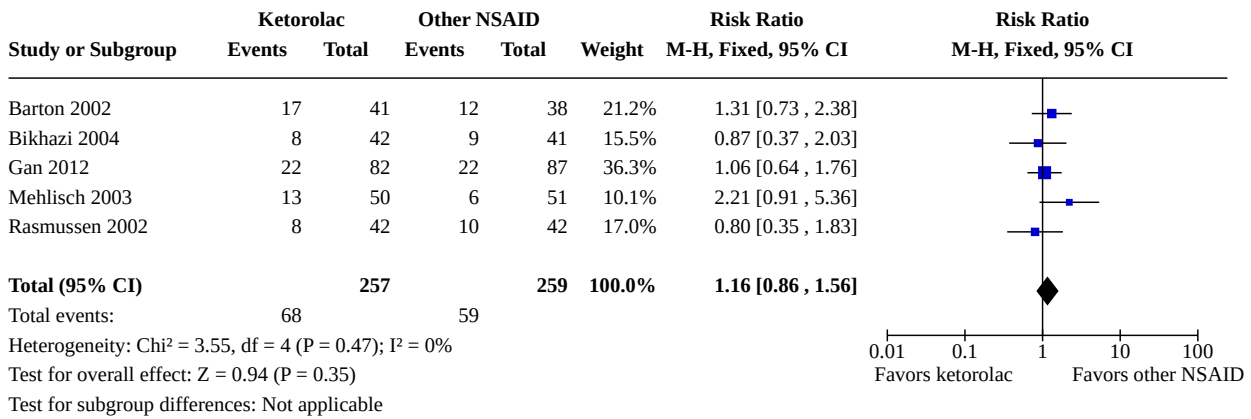 Ketorolac Other NSAID Risk Ratio Risk Ratio
Study or Subgroup Events Total Events Total Weight M-H, Fixed, 95% CI M-H, Fixed, 95% CI
Barton 2002 17 41 12 38 21.2% 1.31 [0.73 , 2.38]
Bikhazi 2004 8 42 9 41 15.5% 0.87 [0.37 , 2.03]
Gan 2012 22 82 22 87 36.3% 1.06 [0.64 , 1.76]
Mehlisch 2003 13 50 6 51 10.1% 2.21 [0.91 , 5.36]
Rasmussen 2002 8 42 10 42 17.0% 0.80 [0.35 , 1.83]
Total (95% CI) 257 259 100.0% 1.16 [0.86 , 1.56]
Total events: 68 59
Heterogeneity: Chi² = 3.55, df = 4 (P = 0.47); I² = 0%
Test for overall effect: Z = 0.94 (P = 0.35)
Test for subgroup differences: Not applicable
0.01 0.1 1 10 100
Favors ketorolac Favors other NSAID